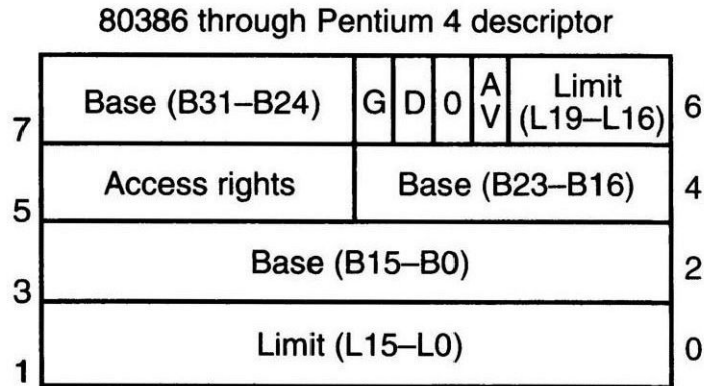 80386 through Pentium 4 descriptor
7 Base (B31–B24) G D 0 AV Limit (L19–L16) 6
5 Access rights Base (B23–B16) 4
3 Base (B15–B0) 2
1 Limit (L15–L0) 0